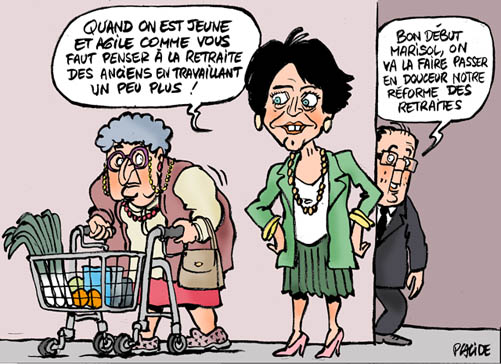 QUAND ON EST JEUNE
ET AGILE COMME VOUS
FAUT PENSER À LA RETRAITE
DES ANCIENS EN TRAVAILLANT
UN PEU PLUS !
BON DÉBUT
MARISOL, ON
VA LA FAIRE PASSER
EN DOUCEUR NOTRE
RÉFORME DES
RETRAITES
PLACIDE